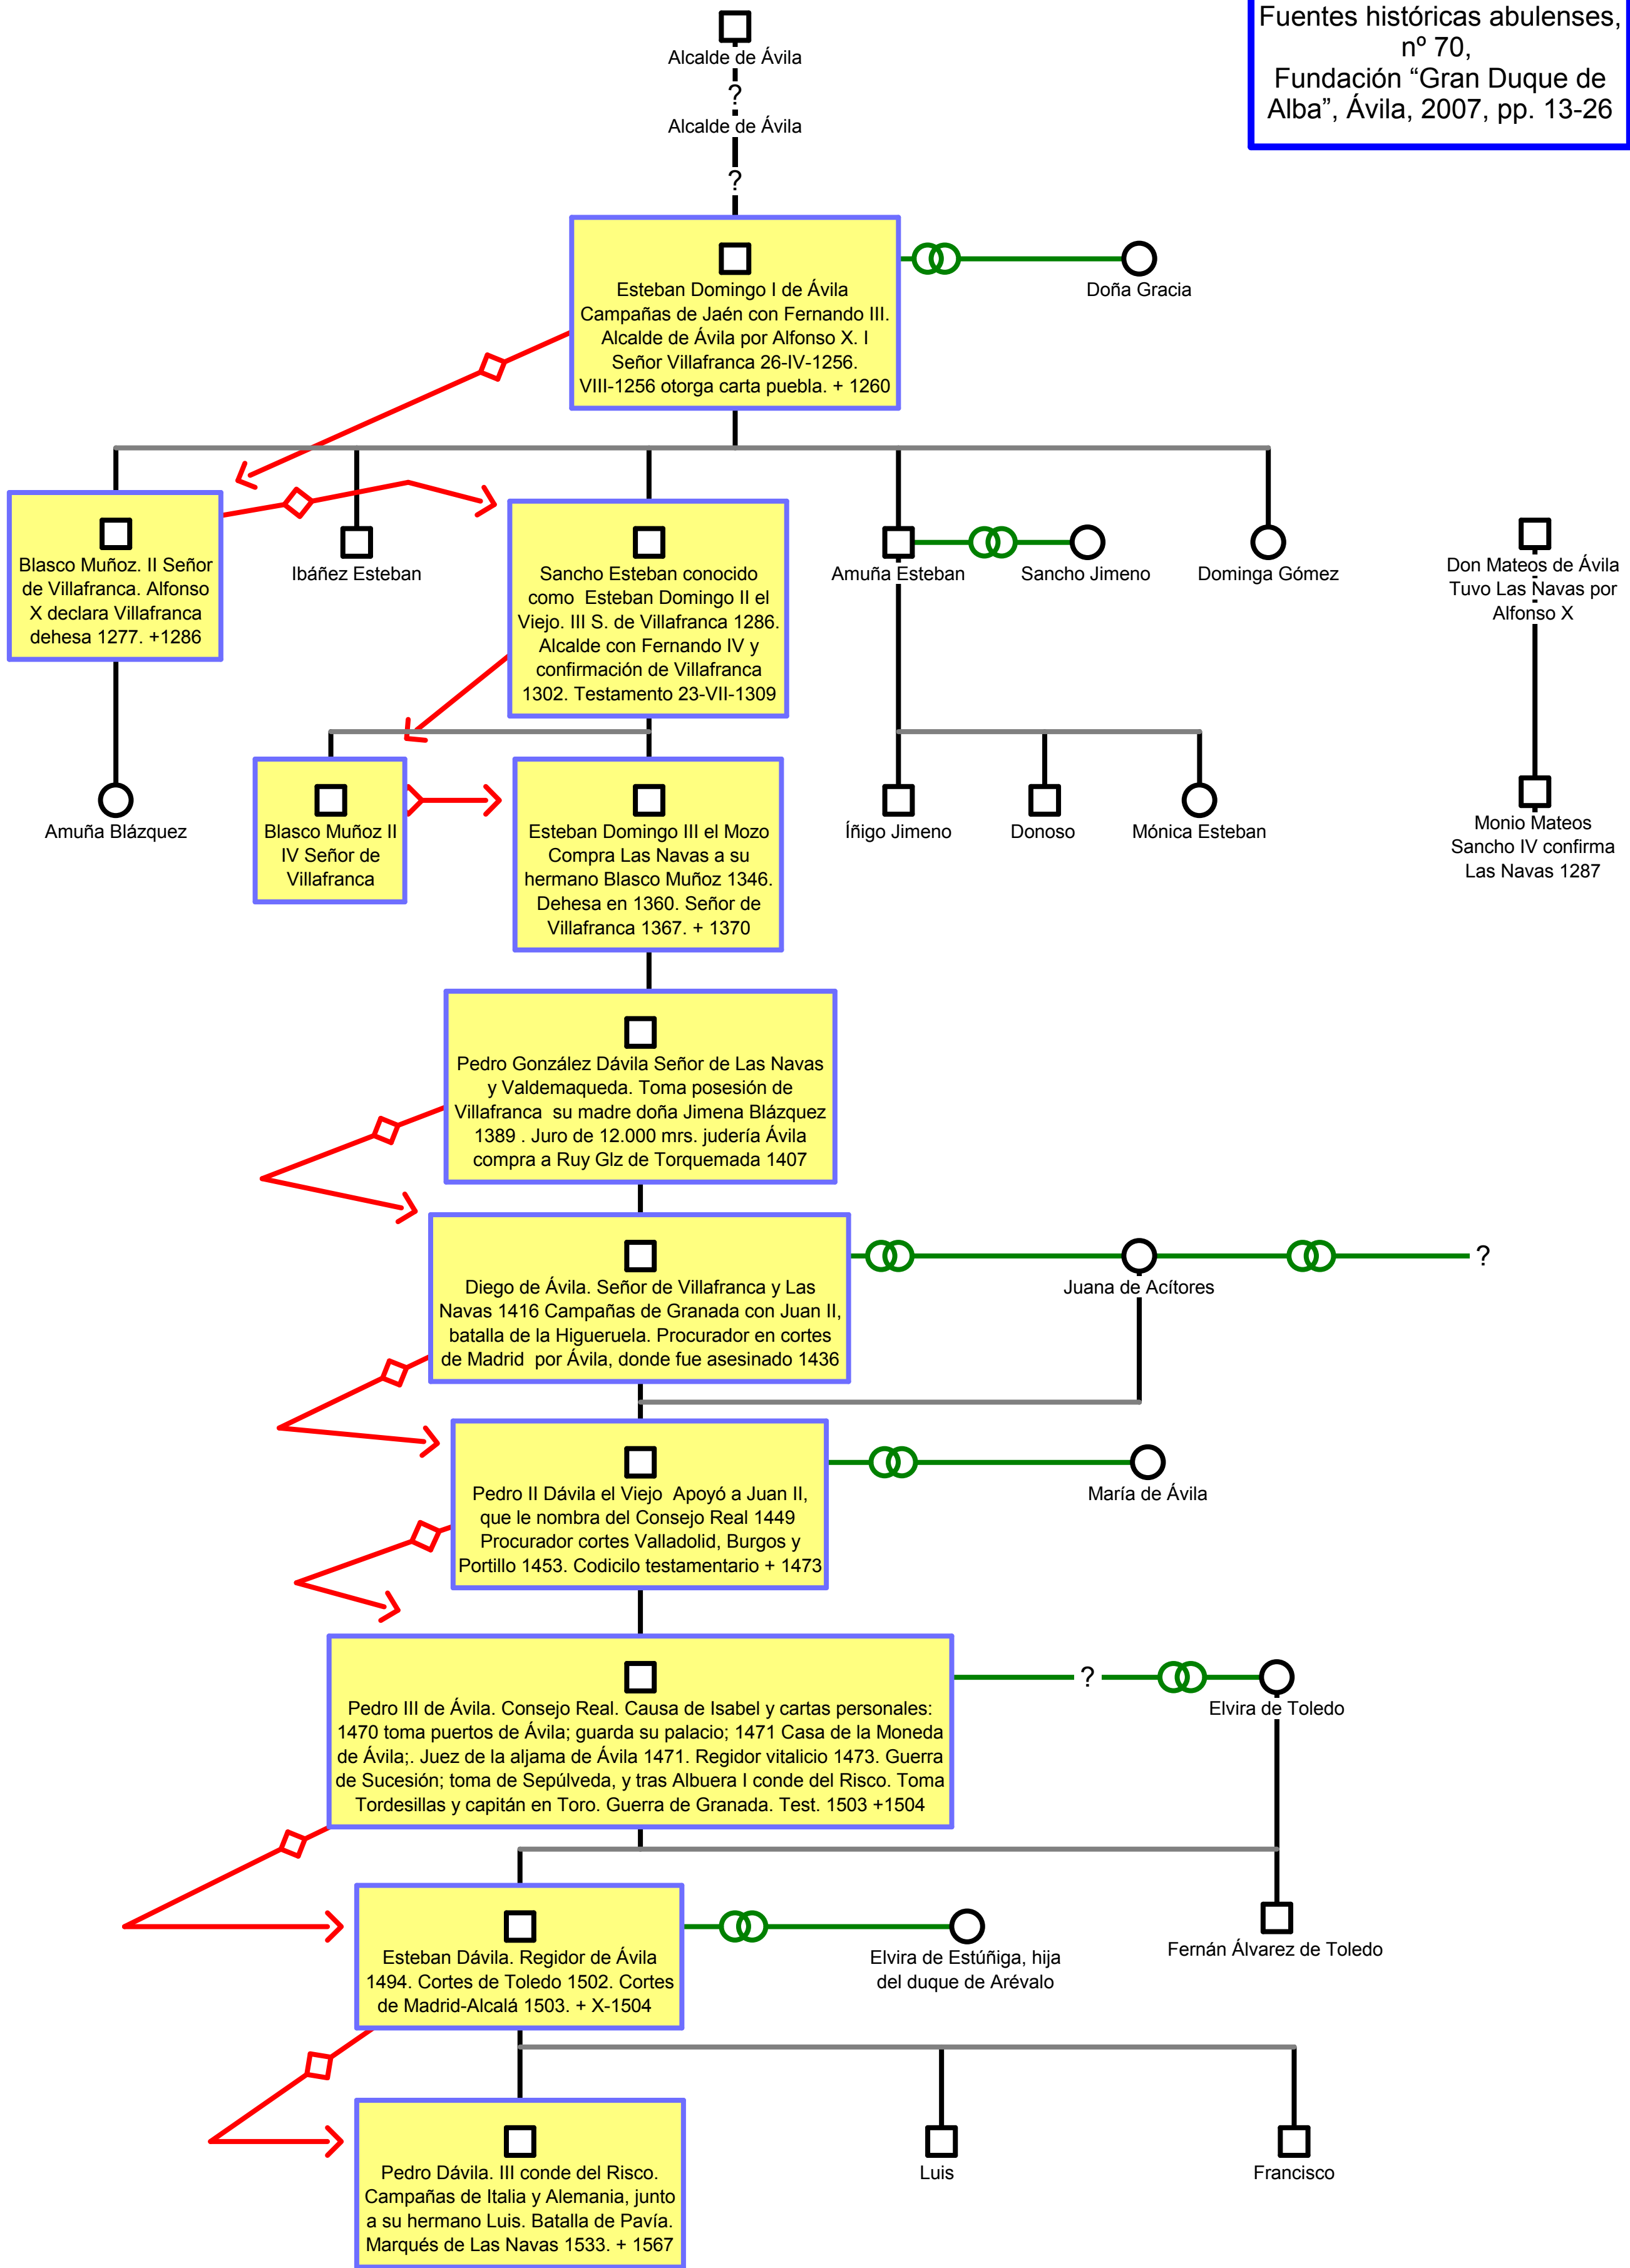 Fuentes históricas abulenses,
nº 70,
Fundación “Gran Duque de
Alba”, Ávila, 2007, pp. 13-26
Alcalde de Ávila
?
Alcalde de Ávila
?
Esteban Domingo I de Ávila
Campañas de Jaén con Fernando III.
Alcalde de Ávila por Alfonso X. I
Señor Villafranca 26-IV-1256.
VIII-1256 otorga carta puebla. + 1260
Doña Gracia
Blasco Muñoz. II Señor
de Villafranca. Alfonso
X declara Villafranca
dehesa 1277. +1286
Ibáñez Esteban
Sancho Esteban conocido
como Esteban Domingo II el
Viejo. III S. de Villafranca 1286.
Alcalde con Fernando IV y
confirmación de Villafranca
1302. Testamento 23-VII-1309
Amuña Esteban
Sancho Jimeno
Dominga Gómez
Don Mateos de Ávila
Tuvo Las Navas por
Alfonso X
Amuña Blázquez
Blasco Muñoz II
IV Señor de
Villafranca
Esteban Domingo III el Mozo
Compra Las Navas a su
hermano Blasco Muñoz 1346.
Dehesa en 1360. Señor de
Villafranca 1367. + 1370
Íñigo Jimeno
Donoso
Mónica Esteban
Monio Mateos
Sancho IV confirma
Las Navas 1287
Pedro González Dávila Señor de Las Navas
y Valdemaqueda. Toma posesión de
Villafranca su madre doña Jimena Blázquez
1389 . Juro de 12.000 mrs. judería Ávila
compra a Ruy Glz de Torquemada 1407
Diego de Ávila. Señor de Villafranca y Las
Navas 1416 Campañas de Granada con Juan II,
batalla de la Higueruela. Procurador en cortes
de Madrid por Ávila, donde fue asesinado 1436
Juana de Acítores
?
Pedro II Dávila el Viejo Apoyó a Juan II,
que le nombra del Consejo Real 1449
Procurador cortes Valladolid, Burgos y
Portillo 1453. Codicilo testamentario + 1473
María de Ávila
Pedro III de Ávila. Consejo Real. Causa de Isabel y cartas personales:
1470 toma puertos de Ávila; guarda su palacio; 1471 Casa de la Moneda
de Ávila;. Juez de la aljama de Ávila 1471. Regidor vitalicio 1473. Guerra
de Sucesión; toma de Sepúlveda, y tras Albuera I conde del Risco. Toma
Tordesillas y capitán en Toro. Guerra de Granada. Test. 1503 +1504
?
Elvira de Toledo
Esteban Dávila. Regidor de Ávila
1494. Cortes de Toledo 1502. Cortes
de Madrid-Alcalá 1503. + X-1504
Elvira de Estúñiga, hija
del duque de Arévalo
Fernán Álvarez de Toledo
Pedro Dávila. III conde del Risco.
Campañas de Italia y Alemania, junto
a su hermano Luis. Batalla de Pavía.
Marqués de Las Navas 1533. + 1567
Luis
Francisco